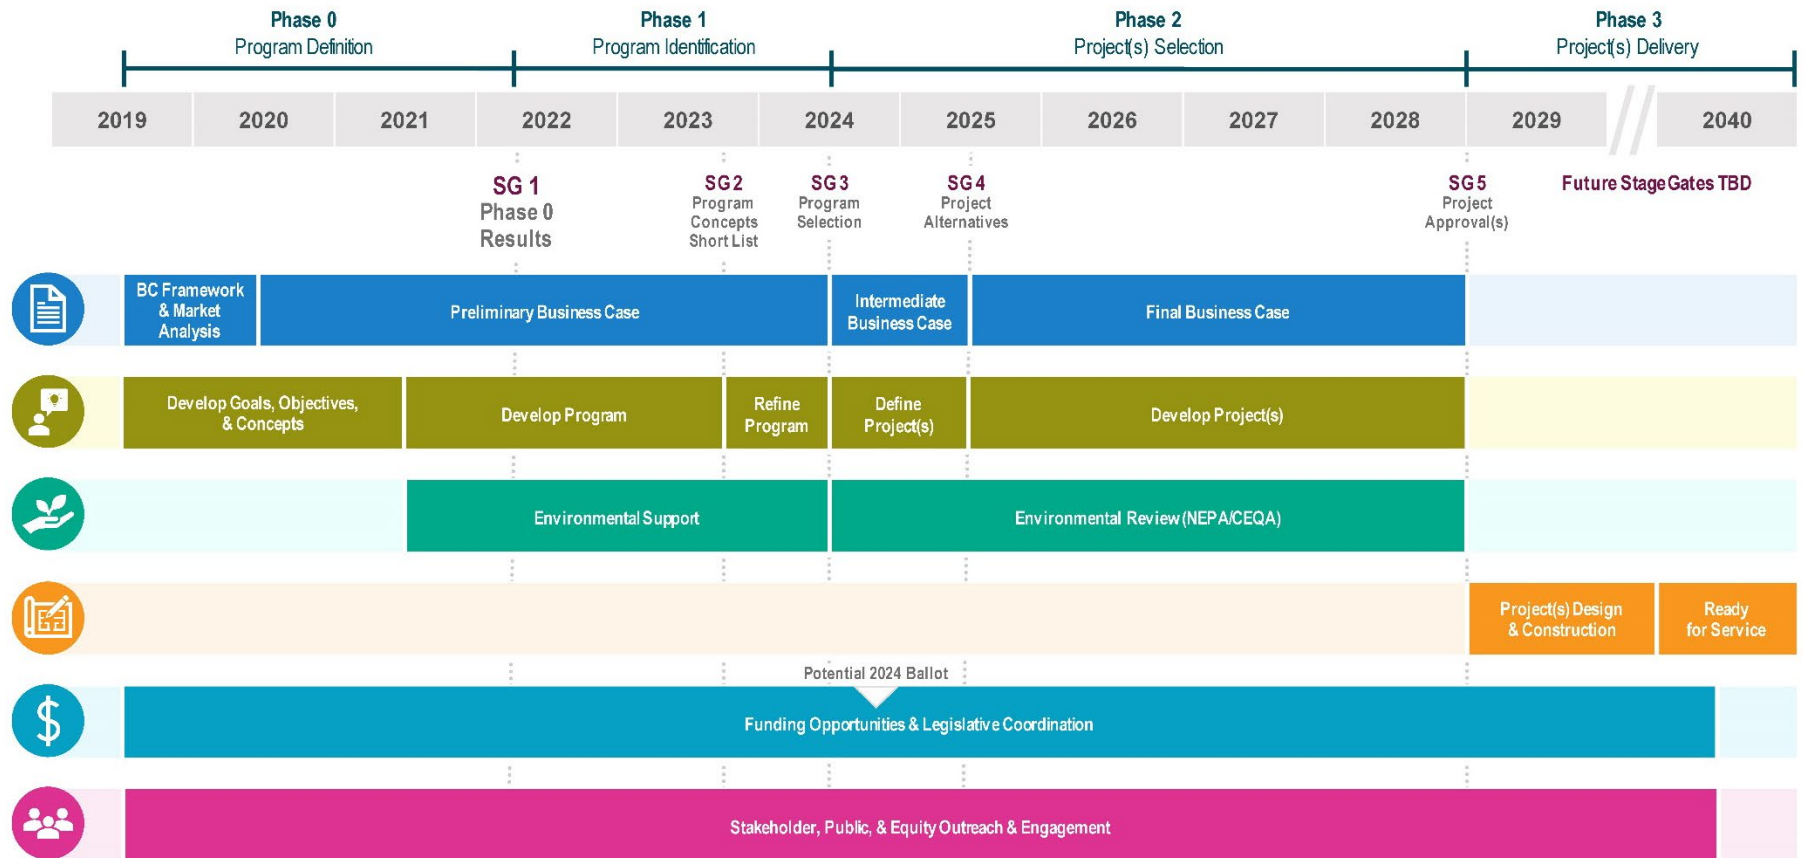 Phase 0
Program Definition
Phase 1
Program Identification
Phase 2
Project(s) Selection
Phase 3
Project(s) Delivery
2019
2020
2021
2022
2023
2024
2025
2026
2027
2028
2029
2040
SG 1
Phase 0
Results
SG 2
Program
Concepts
Short List
SG 3
Program
Selection
SG 4
Project
Alternatives
SG 5
Project
Approval(s)
Future Stage Gates TBD
BC Framework
& Market
Analysis
Preliminary Business Case
Intermediate
Business Case
Final Business Case
Develop Goals, Objectives,
& Concepts
Develop Program
Refine
Program
Define
Project(s)
Develop Project(s)
Environmental Support
Environmental Review (NEPA/CEQA)
Project(s) Design
& Construction
Ready
for Service
Potential 2024 Ballot
$
Funding Opportunities & Legislative Coordination
Stakeholder, Public, & Equity Outreach & Engagement